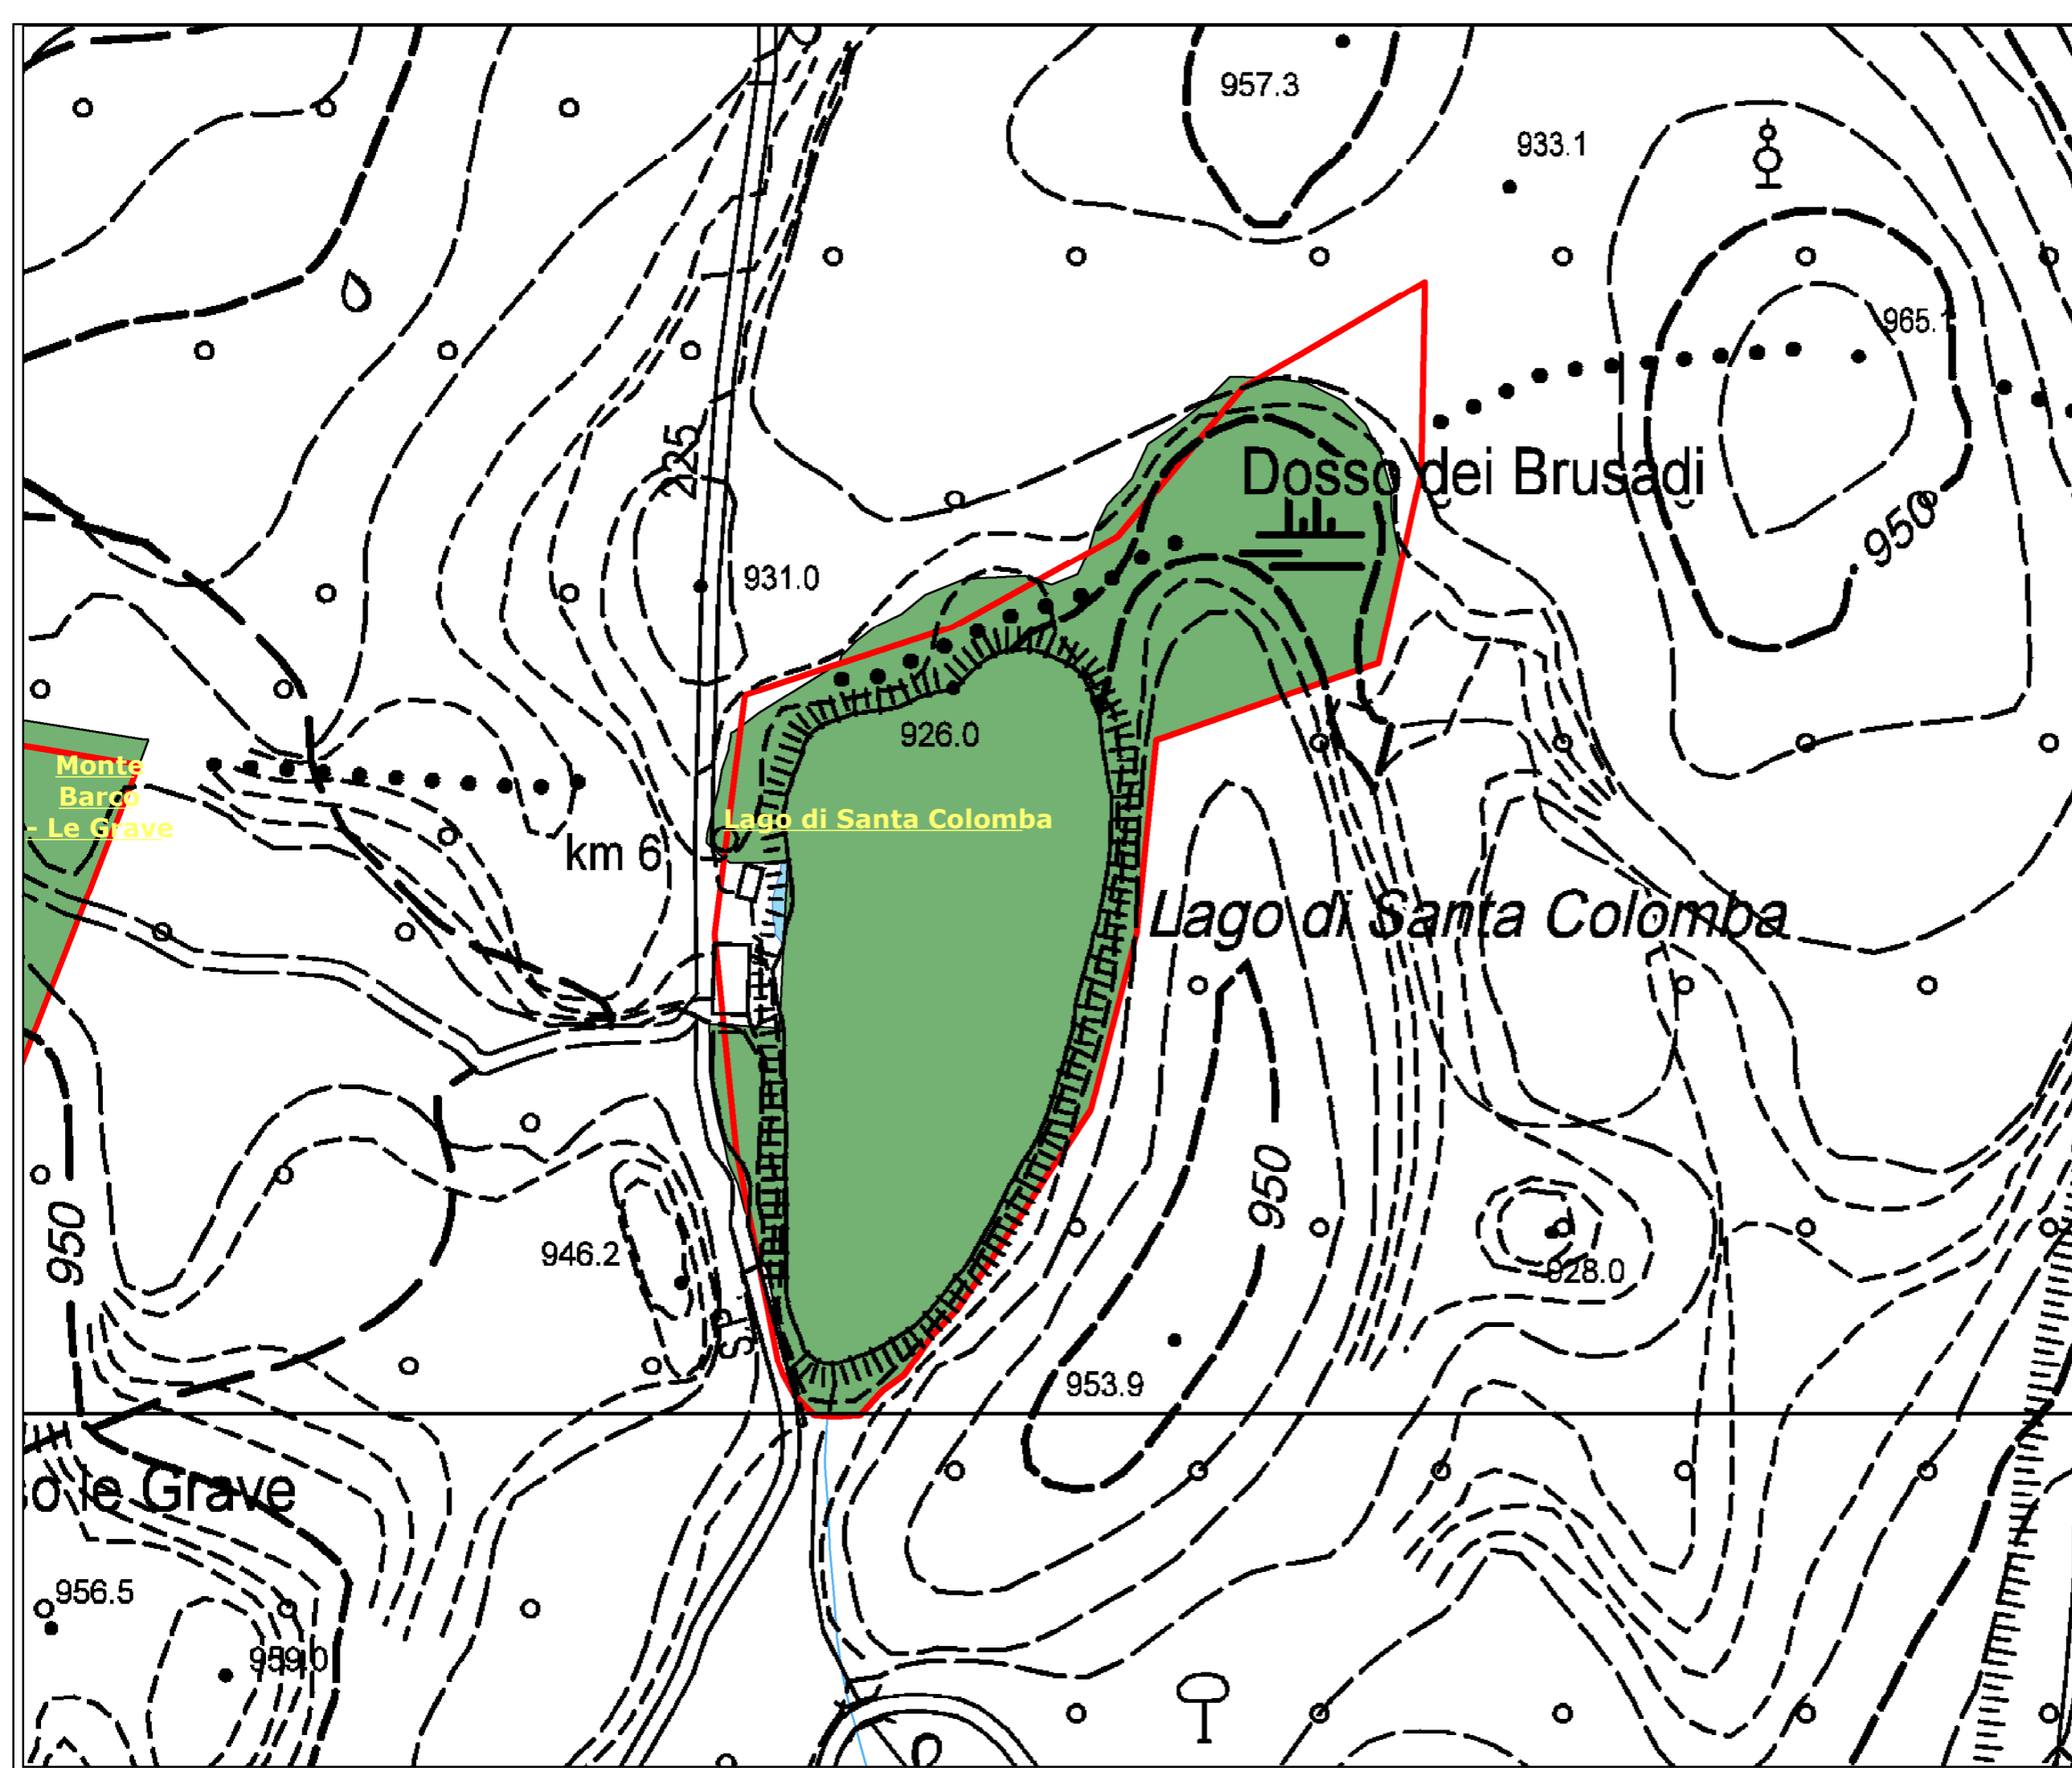 957.3
933.1
965.1
225
Dosso dei Brusadi
950
931.0
926.0
Monte
Barco
- Le Grave
Lago di Santa Colomba
km 6
Lago di Santa Colomba
950
950
946.2
928.0
S.P.
953.9
o le Grave
956.5
959.0